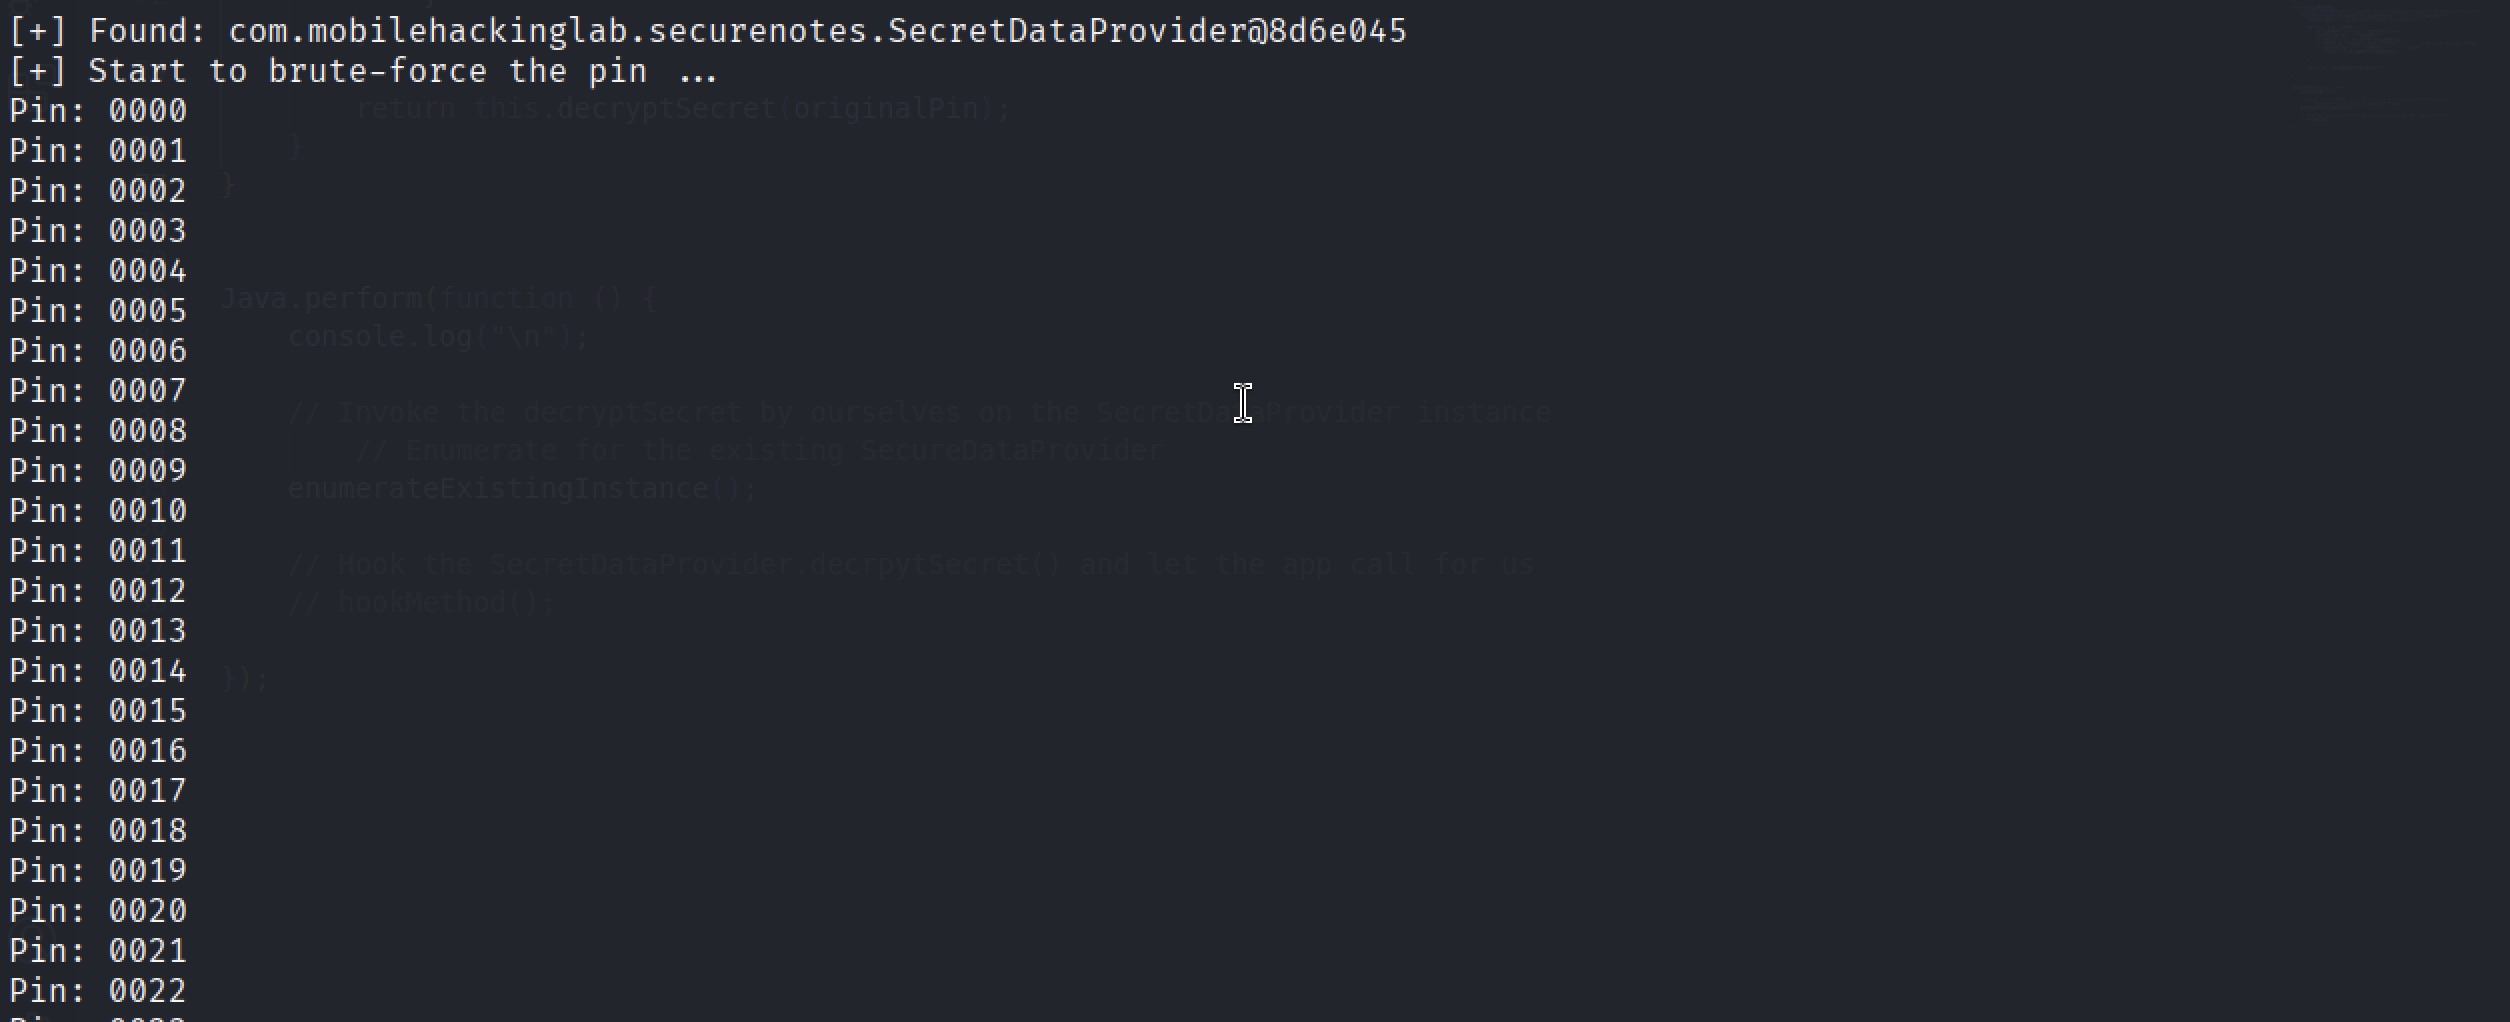 [+] Found: com.mobilehackinglab.securenotes.SecretDataProvider@8d6e045
[+] Start to brute-force the pin ...
Pin: 0000
return this.decryptSecret(originalPin);
Pin: 0001
}
Pin: 0002
}
Pin: 0003
Pin: 0004
Java.perform(function () {
Pin: 0005
console.log("\n");
Pin: 0006
Pin: 0007
// Invoke the decryptSecret by ourselves on the SecretDataProvider instance
Pin: 0008
// Enumerate for the existing SecureDataProvider
Pin: 0009
enumerateExistingInstance();
Pin: 0010
Pin: 0011
// Hook the SecretDataProvider.decrpytSecret() and let the app call for us
Pin: 0012
// hookMethod();
Pin: 0013
Pin: 0014
});
Pin: 0015
Pin: 0016
Pin: 0017
Pin: 0018
Pin: 0019
Pin: 0020
Pin: 0021
Pin: 0022